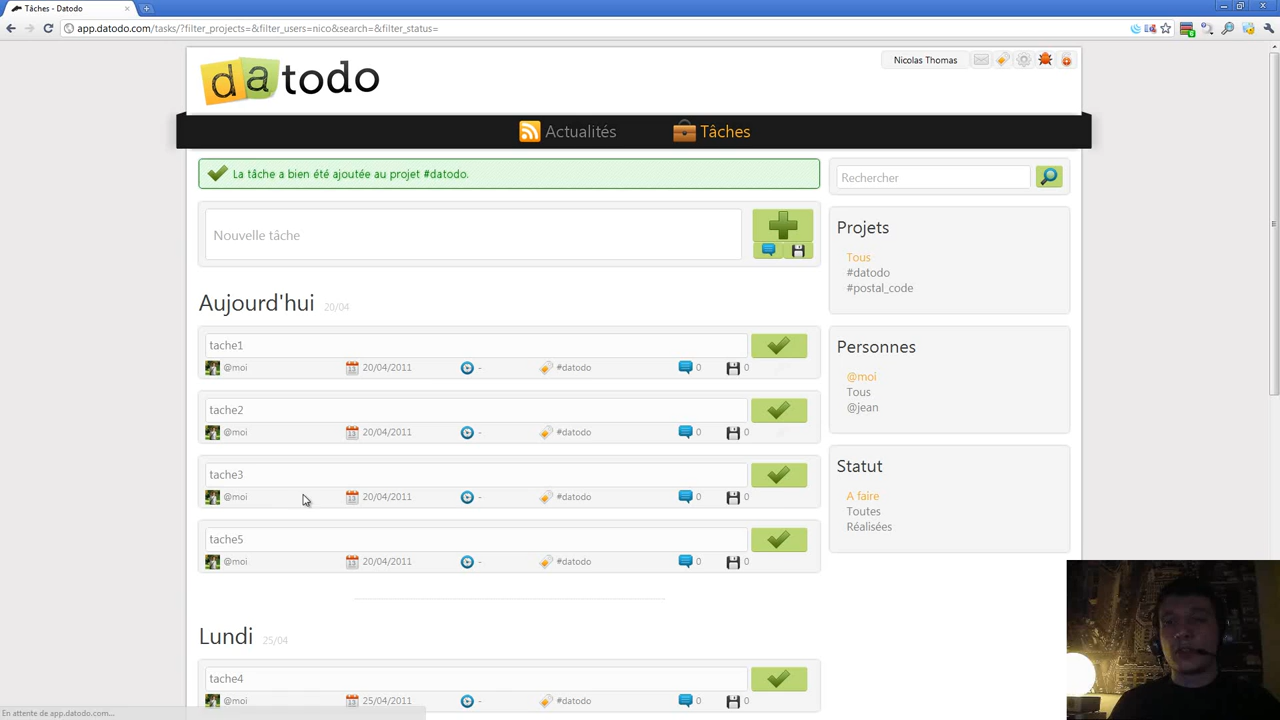 Tâches - Datodo
app.datodo.com/tasks/?filter_projects=&filter_users=nico&search=&filter_status=
datodo
Nicolas Thomas
Actualités
Tâches
La tâche a bien été ajoutée au projet #datodo.
Rechercher
Nouvelle tâche
Projets
Tous
#datodo
#postal_code
Aujourd'hui 20/04
tache1
@moi 20/04/2011 - #datodo 0 0
tache2
@moi 20/04/2011 - #datodo 0 0
tache3
@moi 20/04/2011 - #datodo 0 0
tache5
@moi 20/04/2011 - #datodo 0 0
Personnes
@moi
Tous
@jean
Statut
A faire
Toutes
Réalisées
Lundi 25/04
tache4
@moi 25/04/2011 - #datodo 0 0
En attente de app.datodo.com...